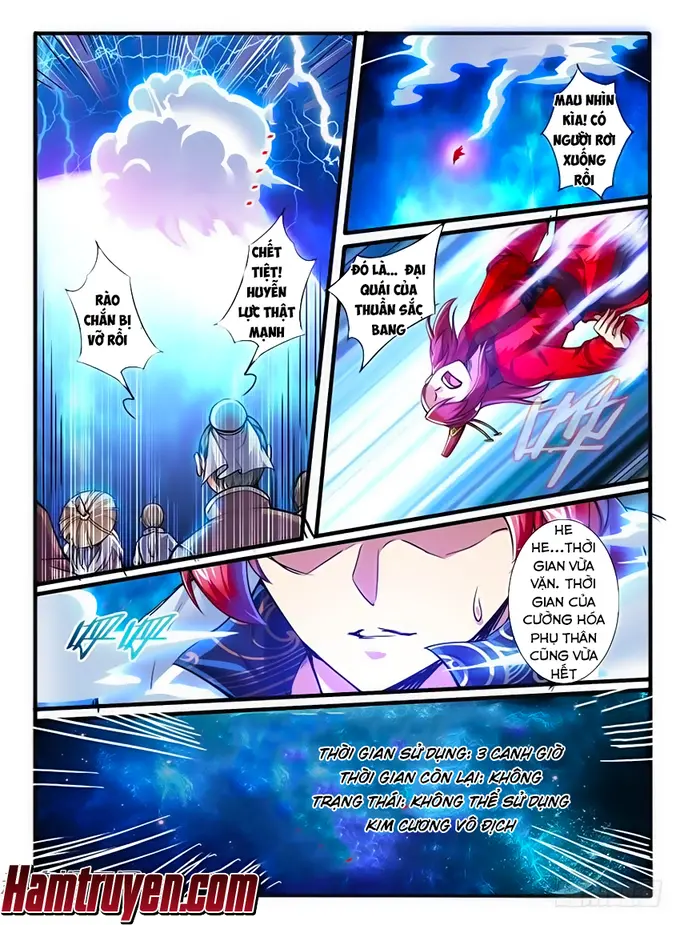 CHẾT
TIỆT!
HUYỄN
LỰC THẬT
MẠNH
RÀO
CHẮN BỊ
VỠ RỒI
MAU NHÌN
KÌA! CÓ
NGƯỜI RƠI
XUỐNG
RỒI
ĐÓ LÀ... ĐẠI
QUÁI CỦA
THUẦN SẮC
BANG
HE
HE...THỜI
GIAN VỪA
VẶN. THỜI
GIAN CỦA
CƯỜNG HÓA
PHỤ THÂN
CŨNG VỪA
HẾT
THỜI GIAN SỬ DỤNG: 3 CANH GIỜ
THỜI GIAN CÒN LẠI: KHÔNG
TRẠNG THÁI: KHÔNG THỂ SỬ DỤNG
KIM CƯƠNG VÔ ĐỊCH
Hamtruyen.com